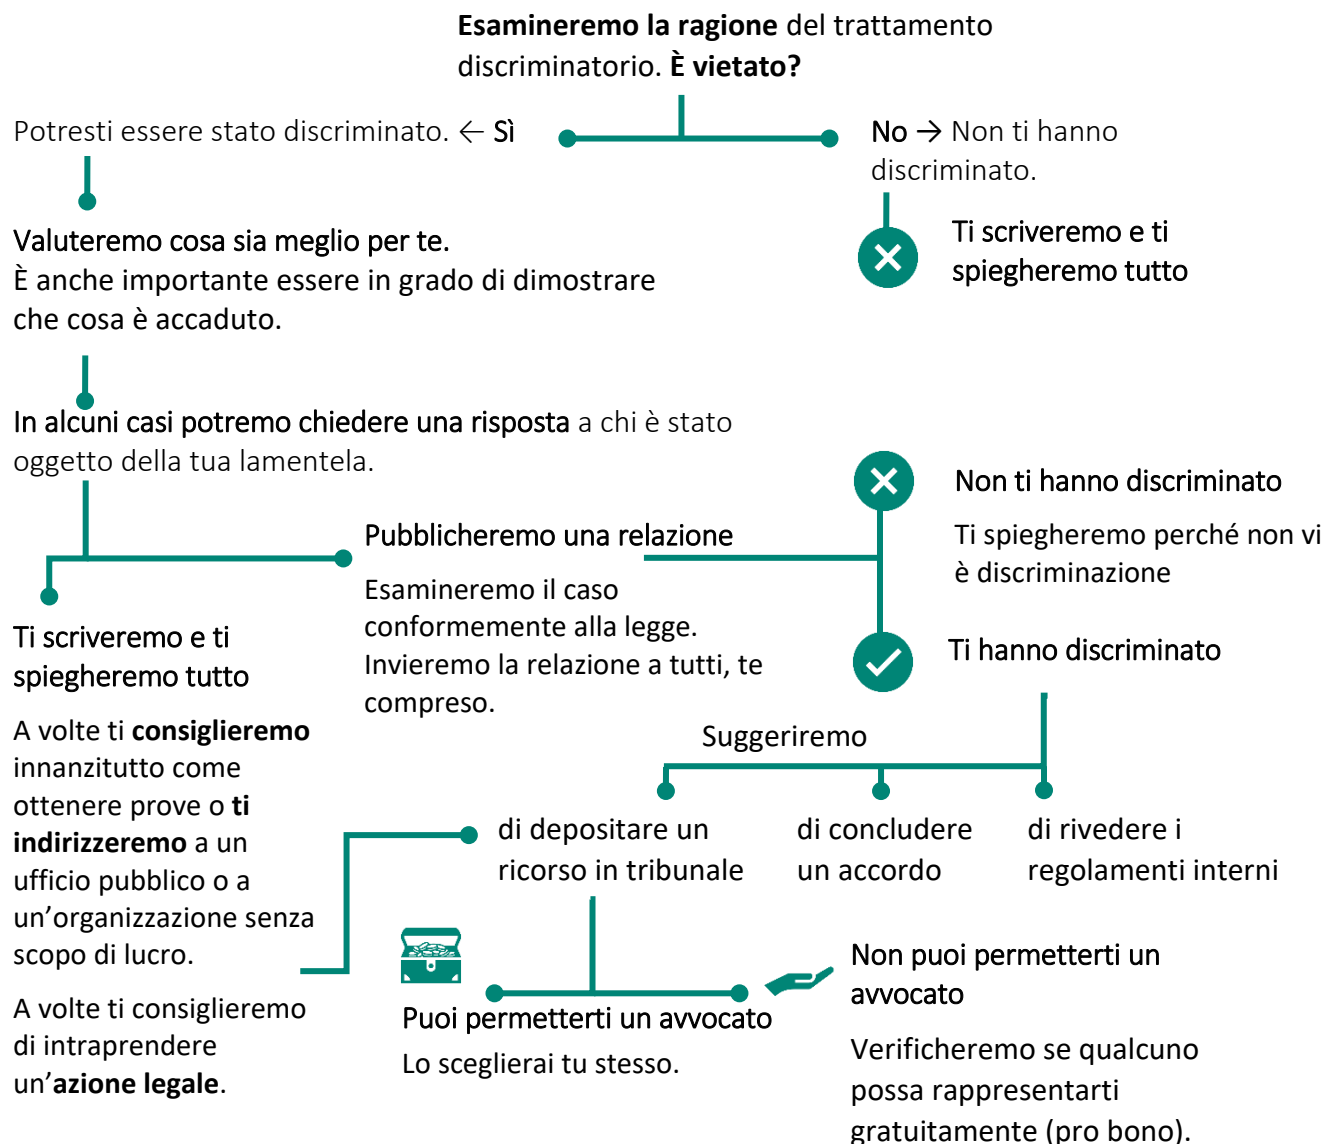 Esamineremo la ragione del trattamento
discriminatorio. È vietato?
Potresti essere stato discriminato. ← Sì
No → Non ti hanno
discriminato.
Ti scriveremo e ti
spiegheremo tutto
Valuteremo cosa sia meglio per te.
È anche importante essere in grado di dimostrare
che cosa è accaduto.
In alcuni casi potremo chiedere una risposta a chi è stato
oggetto della tua lamentela.
Non ti hanno discriminato
Ti spiegheremo perché non vi
è discriminazione
Pubblicheremo una relazione
Esamineremo il caso
conformemente alla legge.
Invieremo la relazione a tutti, te
compreso.
Ti hanno discriminato
Ti scriveremo e ti
spiegheremo tutto
A volte ti consiglieremo
innanzitutto come
ottenere prove o ti
indirizzeremo a un
ufficio pubblico o a
un’organizzazione senza
scopo di lucro.
A volte ti consiglieremo
di intraprendere
un’azione legale.
Suggeriremo
di depositare un
ricorso in tribunale
di concludere
un accordo
di rivedere i
regolamenti interni
Puoi permetterti un avvocato
Lo sceglierai tu stesso.
Non puoi permetterti un
avvocato
Verificheremo se qualcuno
possa rappresentarti
gratuitamente (pro bono).